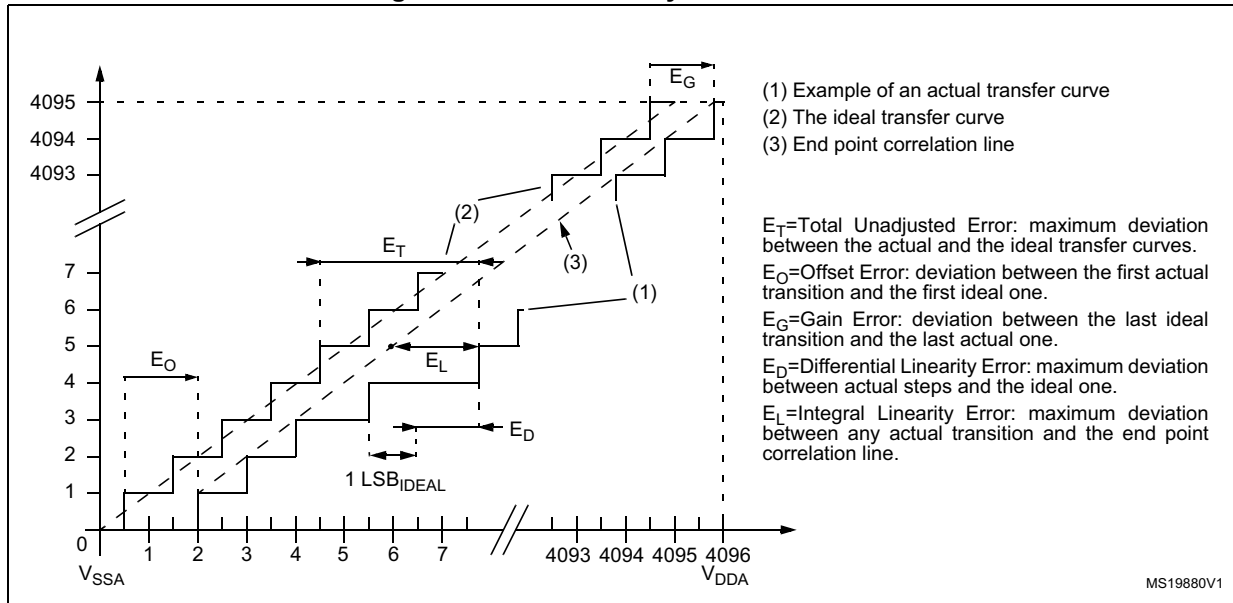 E_G
4095
4094
4093
7
6
5
4
3
2
1
0
(2)
E_T
(3)
(1)
E_O
E_L
E_D
1 LSB_IDEAL
1 2 3 4 5 6 7 4093 4094 4095 4096
V_SSA
V_DDA
(1) Example of an actual transfer curve
(2) The ideal transfer curve
(3) End point correlation line
E_T=Total Unadjusted Error: maximum deviation
between the actual and the ideal transfer curves.
E_O=Offset Error: deviation between the first actual
transition and the first ideal one.
E_G=Gain Error: deviation between the last ideal
transition and the last actual one.
E_D=Differential Linearity Error: maximum deviation
between actual steps and the ideal one.
E_L=Integral Linearity Error: maximum deviation
between any actual transition and the end point
correlation line.
MS19880V1